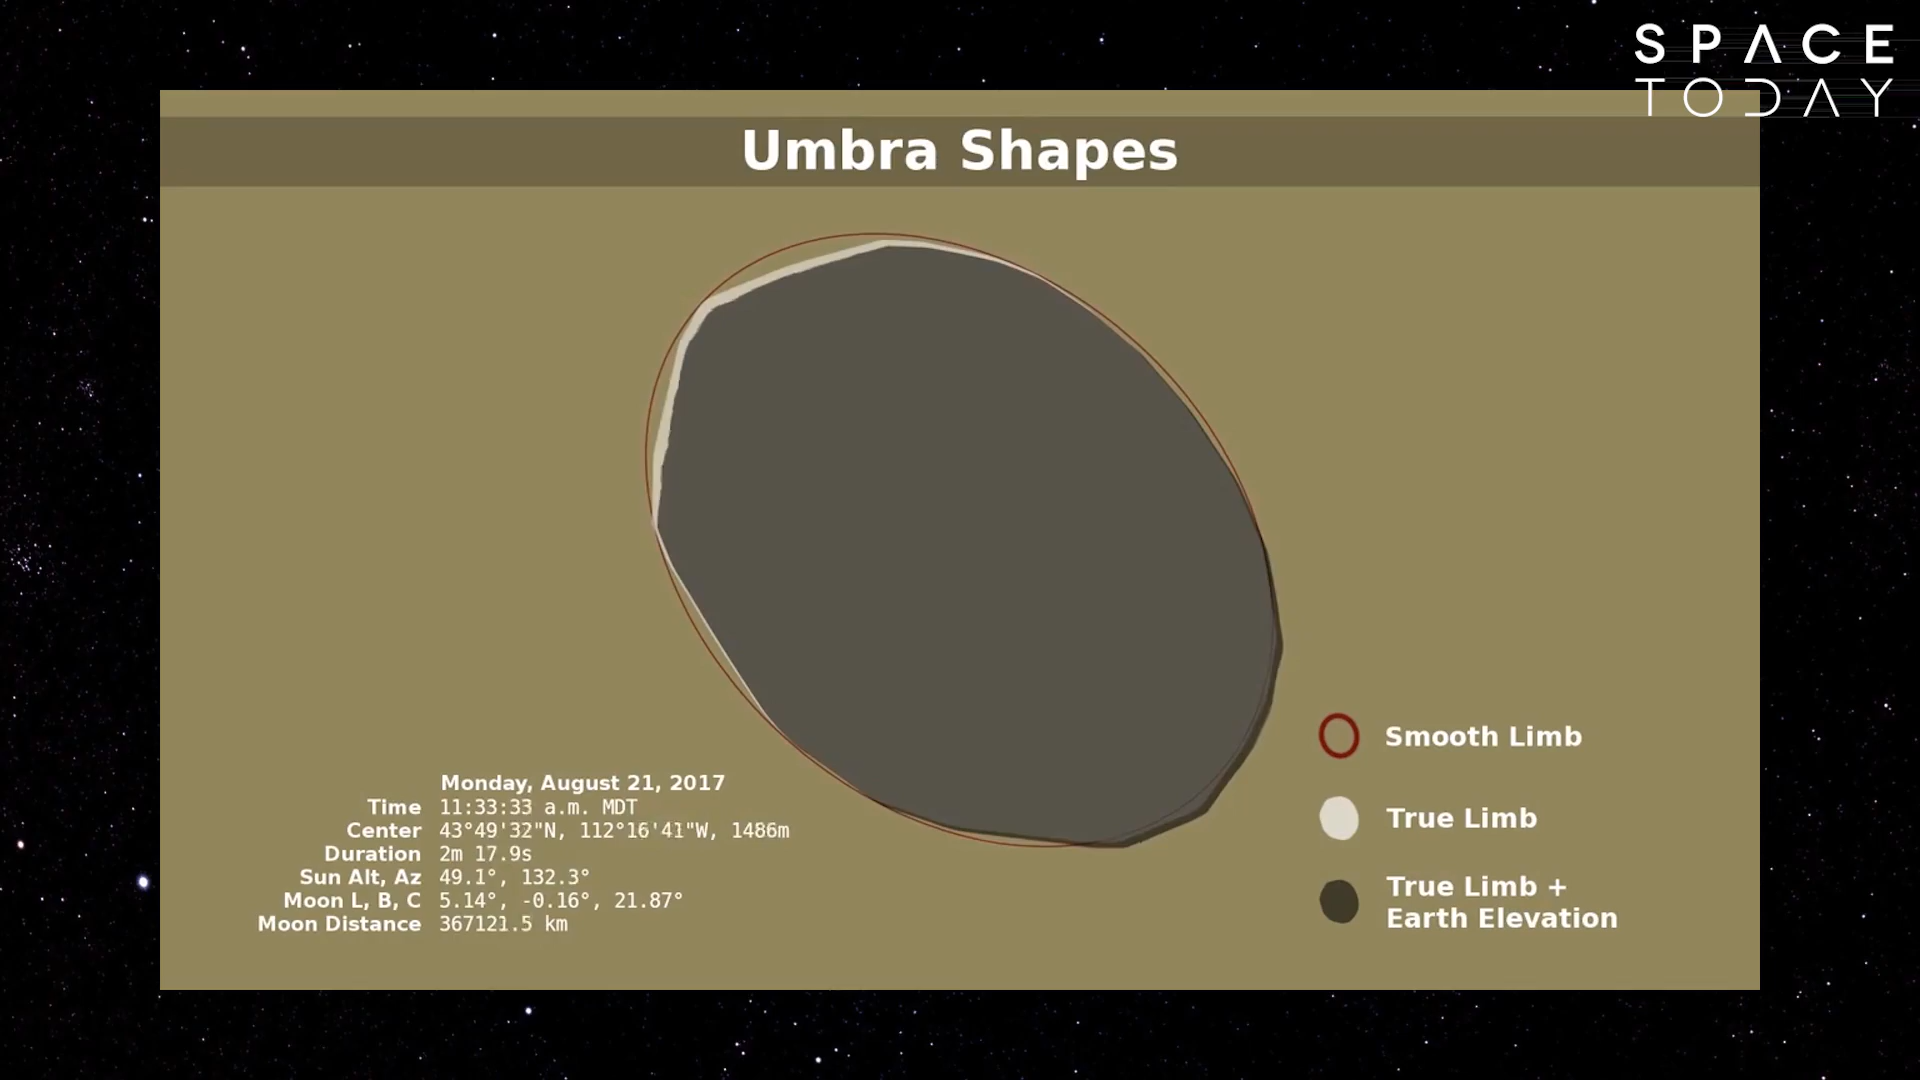 SPACE
TODAY
Umbra Shapes
Smooth Limb
True Limb
True Limb +
Earth Elevation
Monday, August 21, 2017
Time 11:33:33 a.m. MDT
Center 43°49'32"N, 112°16'41"W, 1486m
Duration 2m 17.9s
Sun Alt, Az 49.1°, 132.3°
Moon L, B, C 5.14°, -0.16°, 21.87°
Moon Distance 367121.5 km